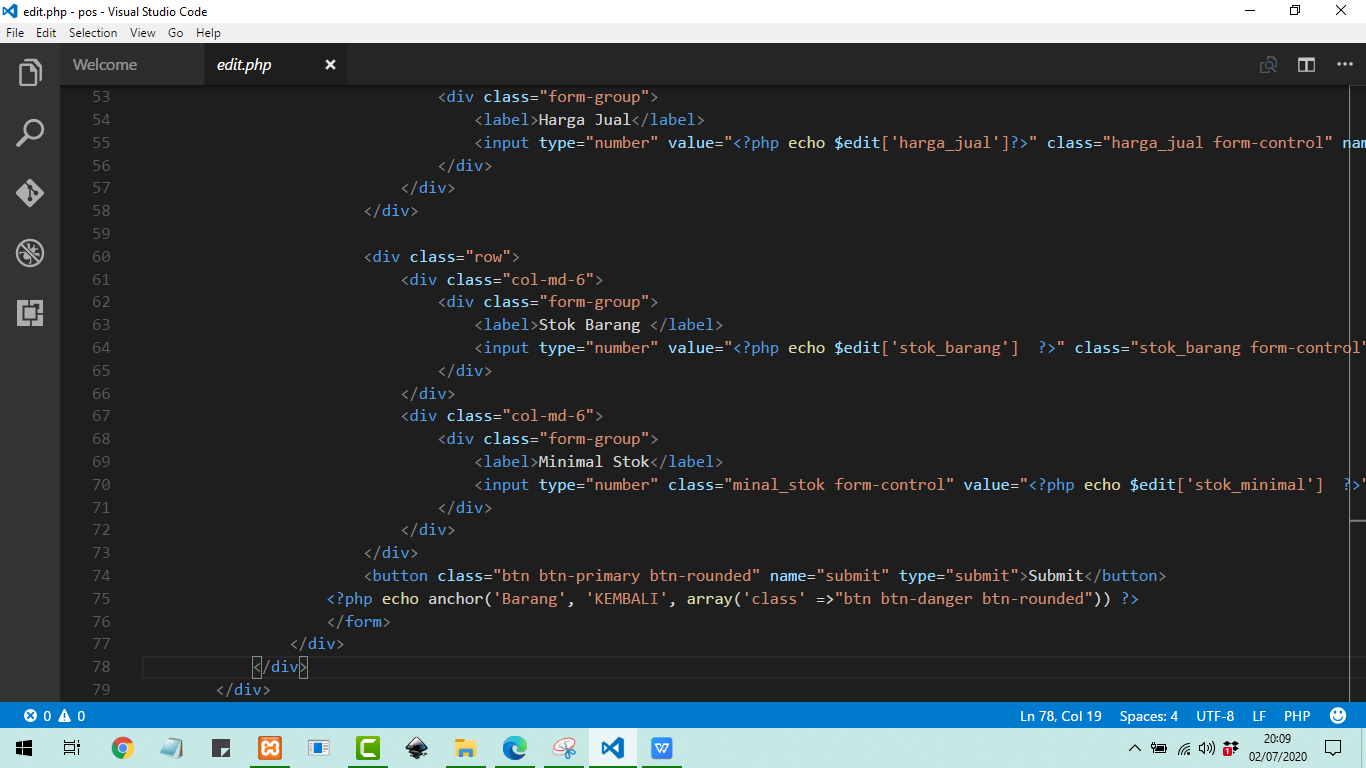 edit.php - pos - Visual Studio Code
File Edit Selection View Go Help
Welcome edit.php
53 <div class="form-group">
54 <label>Harga Jual</label>
55 <input type="number" value="<?php echo $edit['harga_jual']?>" class="harga_jual form-control" nam
56 </div>
57 </div>
58 </div>
59
60 <div class="row">
61 <div class="col-md-6">
62 <div class="form-group">
63 <label>Stok Barang </label>
64 <input type="number" value="<?php echo $edit['stok_barang']  ?>" class="stok_barang form-control"
65 </div>
66 </div>
67 <div class="col-md-6">
68 <div class="form-group">
69 <label>Minimal Stok</label>
70 <input type="number" class="minal_stok form-control" value="<?php echo $edit['stok_minimal']  ?>"
71 </div>
72 </div>
73 </div>
74 <button class="btn btn-primary btn-rounded" name="submit" type="submit">Submit</button>
75 <?php echo anchor('Barang', 'KEMBALI', array('class' =>"btn btn-danger btn-rounded")) ?>
76 </form>
77 </div>
78 </div>
79 </div>
0 0 Ln 78, Col 19 Spaces: 4 UTF-8 LF PHP
20:09
02/07/2020